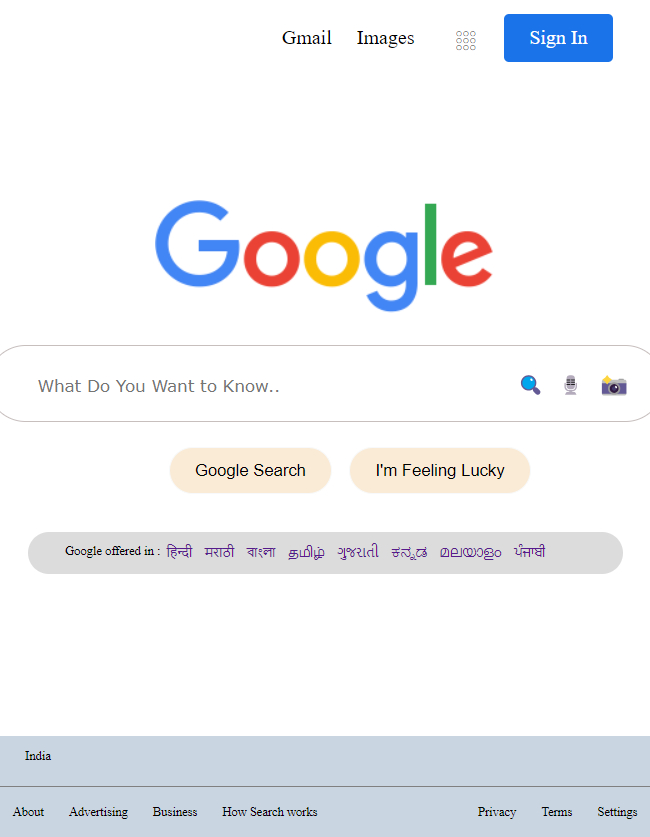 Gmail Images Sign In
Google
What Do You Want to Know..
Google Search I'm Feeling Lucky
Google offered in : हिन्दी मराठी বাংলা தமிழ் ગુજરાતી ಕನ್ನಡ മലയാളം ਪੰਜਾਬੀ
India
About Advertising Business How Search works Privacy Terms Settings